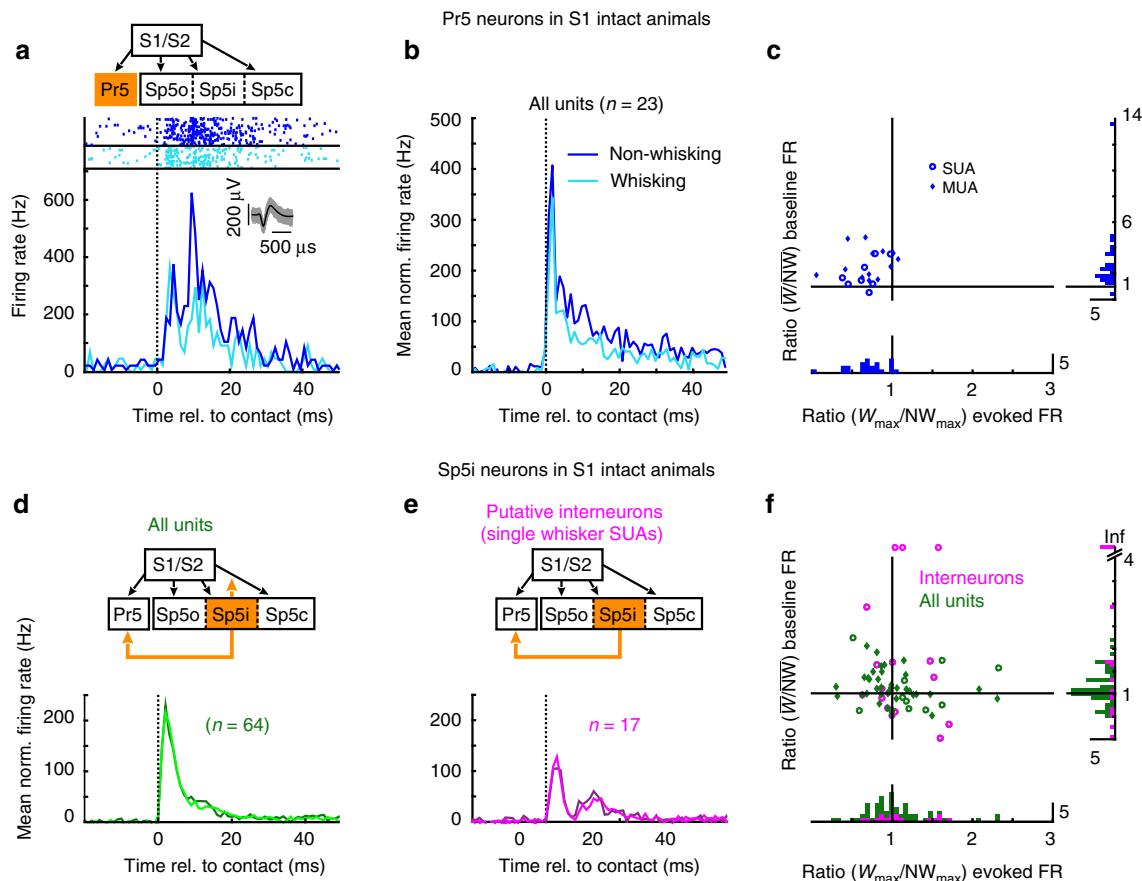 Pr5 neurons in S1 intact animals
a
S1/S2
Pr5
Sp5o
Sp5i
Sp5c
Firing rate (Hz)
600
400
200
0
200 μV
500 μs
0
20
40
Time rel. to contact (ms)
b
All units (n = 23)
Non-whisking
Whisking
Mean norm. firing rate (Hz)
500
400
300
200
100
0
0
20
40
Time rel. to contact (ms)
c
SUA
MUA
Ratio (W/NW) baseline FR
14
6
1
5
5
1
2
3
Ratio (Wmax/NWmax) evoked FR
Sp5i neurons in S1 intact animals
d
All units
S1/S2
Pr5
Sp5o
Sp5i
Sp5c
Mean norm. firing rate (Hz)
(n = 64)
200
100
0
0
20
40
Time rel. to contact (ms)
e
Putative interneurons
(single whisker SUAs)
S1/S2
Pr5
Sp5o
Sp5i
Sp5c
n = 17
200
100
0
0
20
40
Time rel. to contact (ms)
f
Interneurons
All units
Ratio (W/NW) baseline FR
Inf
4
1
5
5
1
2
3
Ratio (Wmax/NWmax) evoked FR